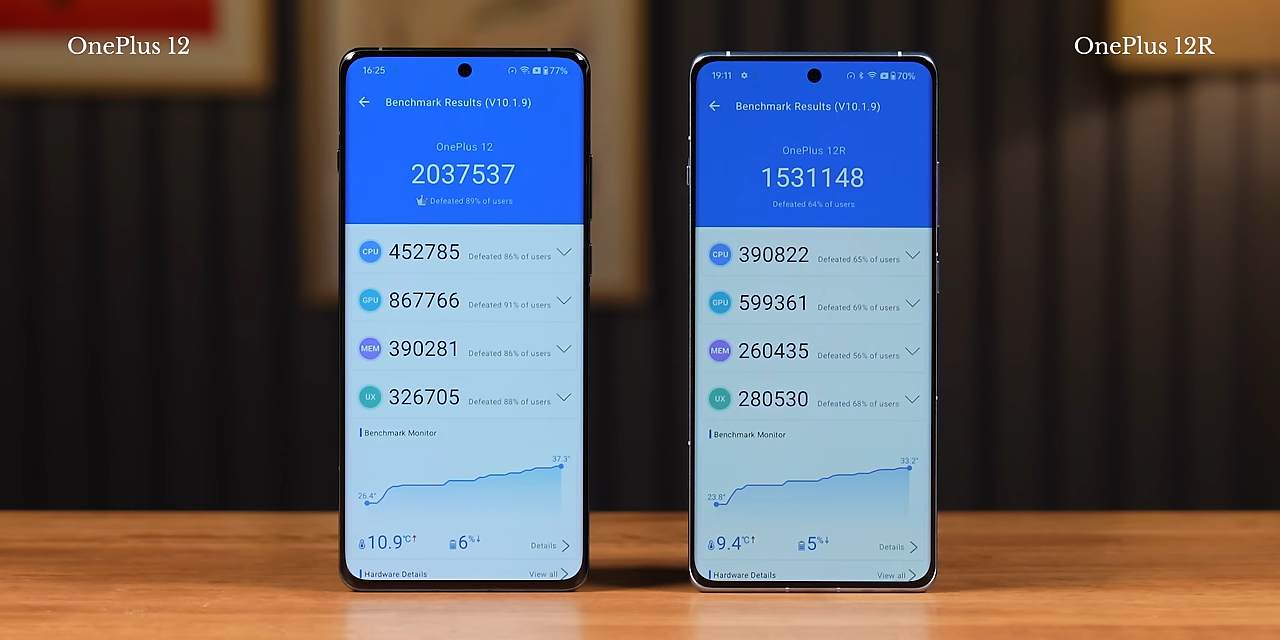 OnePlus 12
OnePlus 12R
16:25
77%
Benchmark Results (V10.1.9)
OnePlus 12
2037537
Defeated 89% of users
CPU 452785 Defeated 86% of users
GPU 867766 Defeated 91% of users
MEM 390281 Defeated 86% of users
UX 326705 Defeated 88% of users
Benchmark Monitor
37.3°
26.4°
10.9°C↑ 6%↓ Details
Hardware Details View all
19:11
70%
Benchmark Results (V10.1.9)
OnePlus 12R
1531148
Defeated 64% of users
CPU 390822 Defeated 65% of users
GPU 599361 Defeated 69% of users
MEM 260435 Defeated 56% of users
UX 280530 Defeated 68% of users
Benchmark Monitor
33.2°
23.8°
9.4°C↑ 5%↓ Details
Hardware Details View all